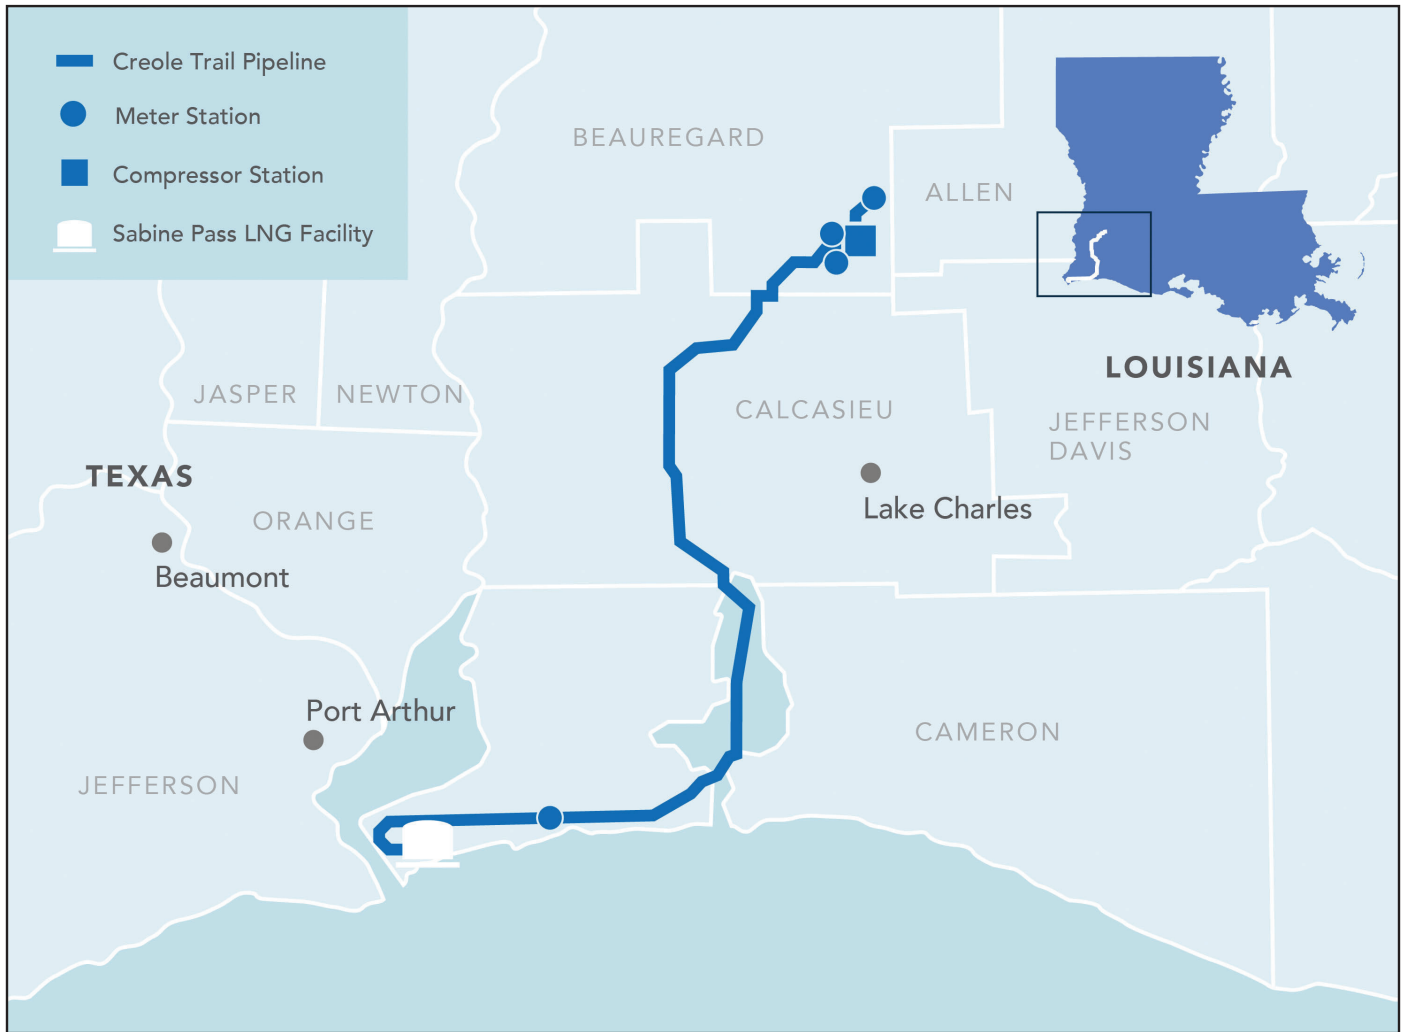 Creole Trail Pipeline
Meter Station
Compressor Station
Sabine Pass LNG Facility
BEAUREGARD
ALLEN
LOUISIANA
JASPER
NEWTON
CALCASIEU
JEFFERSON
DAVIS
TEXAS
Lake Charles
ORANGE
Beaumont
Port Arthur
CAMERON
JEFFERSON